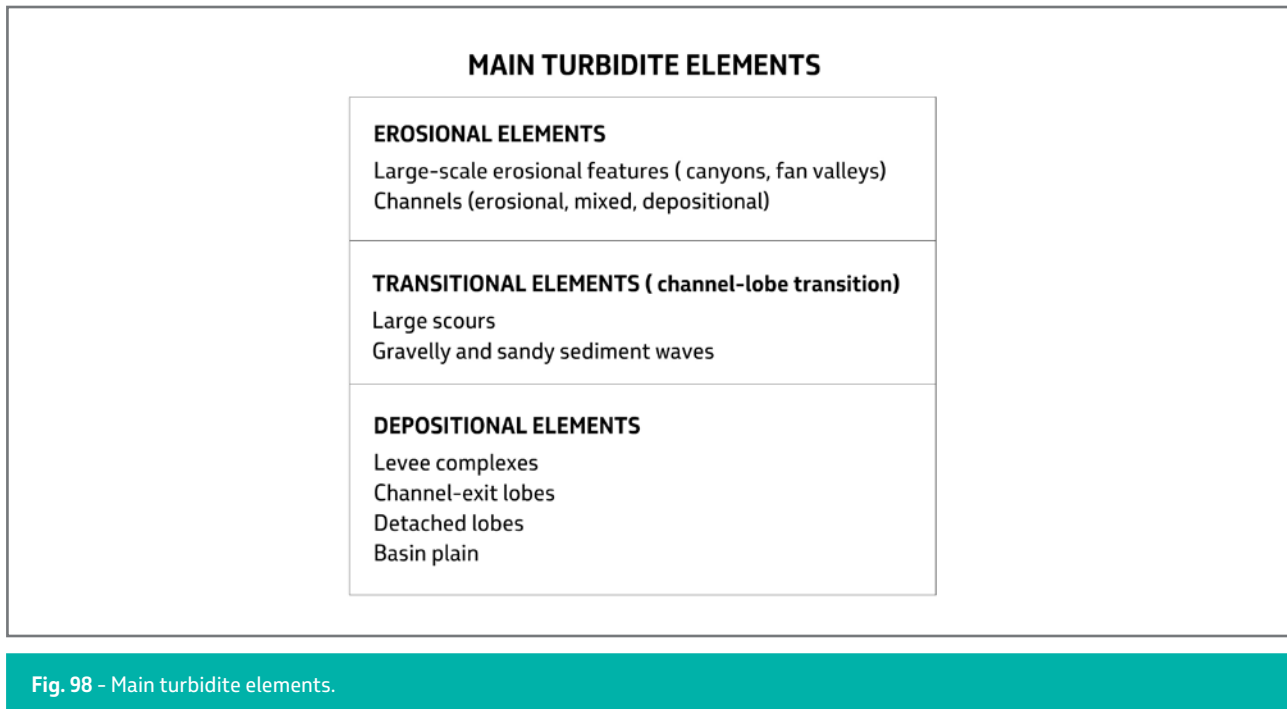 MAIN TURBIDITE ELEMENTS
EROSIONAL ELEMENTS
Large-scale erosional features ( canyons, fan valleys)
Channels (erosional, mixed, depositional)
TRANSITIONAL ELEMENTS ( channel-lobe transition)
Large scours
Gravelly and sandy sediment waves
DEPOSITIONAL ELEMENTS
Levee complexes
Channel-exit lobes
Detached lobes
Basin plain
Fig. 98 - Main turbidite elements.